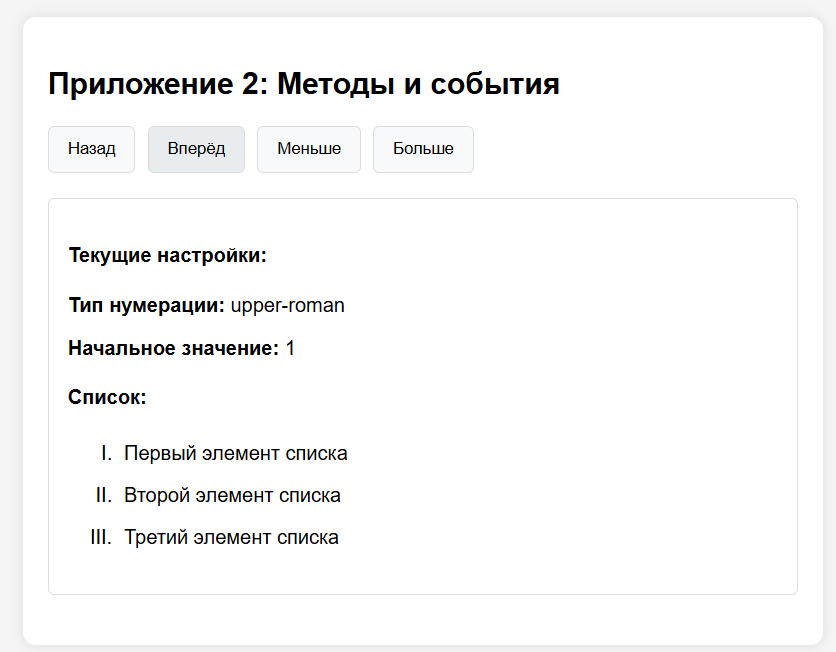 Приложение 2: Методы и события
Назад Вперёд Меньше Больше
Текущие настройки:
Тип нумерации: upper-roman
Начальное значение: 1
Список:
I. Первый элемент списка
II. Второй элемент списка
III. Третий элемент списка